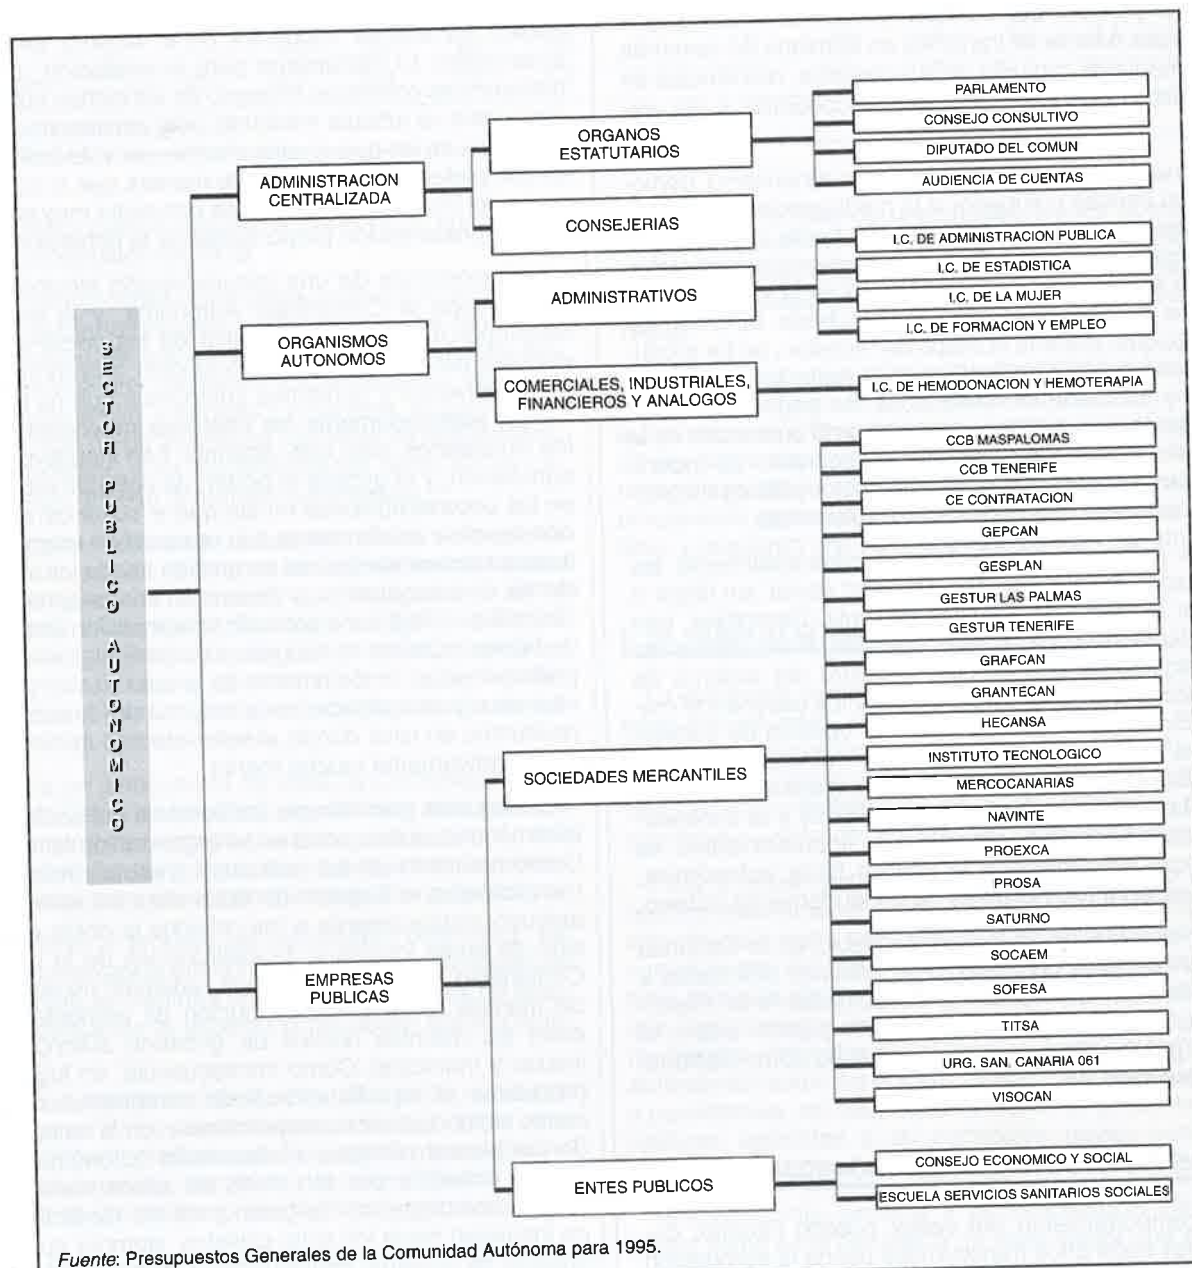 SECTOR PUBLICO AUTONOMICO
ADMINISTRACION
CENTRALIZADA
ORGANOS
ESTATUTARIOS
PARLAMENTO
CONSEJO CONSULTIVO
DIPUTADO DEL COMUN
AUDIENCIA DE CUENTAS
CONSEJERIAS
ORGANISMOS
AUTONOMOS
ADMINISTRATIVOS
I.C. DE ADMINISTRACION PUBLICA
I.C. DE ESTADISTICA
I.C. DE LA MUJER
I.C. DE FORMACION Y EMPLEO
COMERCIALES, INDUSTRIALES,
FINANCIEROS Y ANALOGOS
I.C. DE HEMODONACION Y HEMOTERAPIA
EMPRESAS
PUBLICAS
SOCIEDADES MERCANTILES
CCB MASPALOMAS
CCB TENERIFE
CE CONTRATACION
GEPCAN
GESPLAN
GESTUR LAS PALMAS
GESTUR TENERIFE
GRAFCAN
GRANTECAN
HECANSA
INSTITUTO TECNOLOGICO
MERCOCANARIAS
NAVINTE
PROEXCA
PROSA
SATURNO
SOCAEM
SOFESA
TITSA
URG. SAN. CANARIA 061
VISOCAN
ENTES PUBLICOS
CONSEJO ECONOMICO Y SOCIAL
ESCUELA SERVICIOS SANITARIOS SOCIALES
Fuente: Presupuestos Generales de la Comunidad Autónoma para 1995.